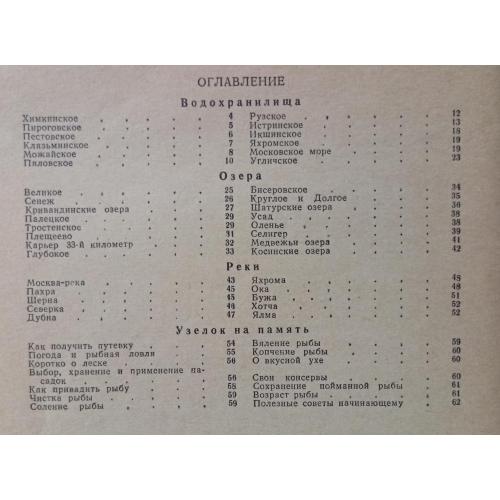 ОГЛАВЛЕНИЕ
Водохранилища
Химкинское . . . . . . 4
Пироговское . . . . . . 5
Пестовское . . . . . . 6
Клязьминское . . . . . . 7
Можайское . . . . . . 8
Пяловское . . . . . . 10
Рузское . . . . . . 12
Истринское . . . . . . 13
Икшинское . . . . . . 18
Яхромское . . . . . . 19
Московское море . . . . . 19
Угличское . . . . . . 23
Озера
Великое . . . . . . 25
Сенеж . . . . . . 26
Кривандинские озера . . . . 27
Палецкое . . . . . . 29
Тростенское . . . . . . 29
Плещеево . . . . . . 31
Карьер 33-й километр . . . . 32
Глубокое . . . . . . 33
Бисеровское . . . . . . 34
Круглое и Долгое . . . . . 35
Шатурские озера . . . . . 36
Усад . . . . . . 38
Оленье . . . . . . 38
Селигер . . . . . . 39
Медвежьи озера . . . . . 41
Косинские озера . . . . . 42
Реки
Москва-река . . . . . . 43
Пахра . . . . . . 45
Шерна . . . . . . 45
Северка . . . . . . 46
Дубна . . . . . . 47
Яхрома . . . . . . 48
Ока . . . . . . 48
Бужа . . . . . . 51
Хотча . . . . . . 52
Ялма . . . . . . 52
Узелок на память
Как получить путевку . . . . 54
Погода и рыбная ловля . . . . 55
Коротко о леске . . . . . 56
Выбор, хранение и применение на-
садок . . . . . . 56
Как привадить рыбу . . . . 58
Чистка рыбы . . . . . . 59
Соление рыбы . . . . . . 59
Вяление рыбы . . . . . 59
Копчение рыбы . . . . . 60
О вкусной ухе . . . . . 60
Свои консервы . . . . . 60
Сохранение пойманной рыбы . . . 61
Возраст рыбы . . . . . . 61
Полезные советы начинающему . . . 62